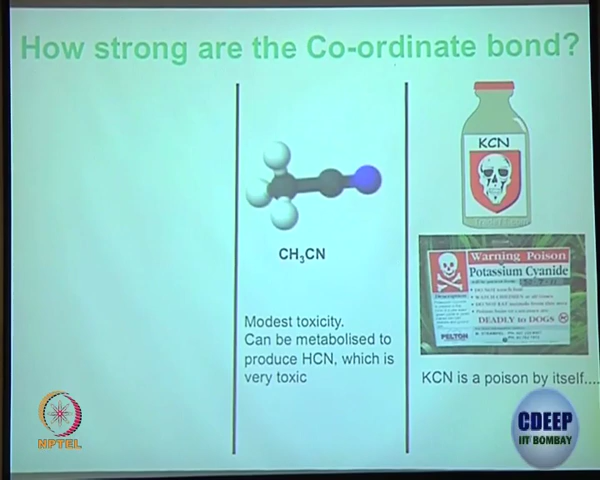 How strong are the Co-ordinate bond?
KCN
CH3CN
Warning Poison
Potassium Cyanide
DEADLY to DOGS
Modest toxicity.
Can be metabolised to
produce HCN, which is
very toxic
KCN is a poison by itself....
NPTEL
CDEEP
IIT BOMBAY